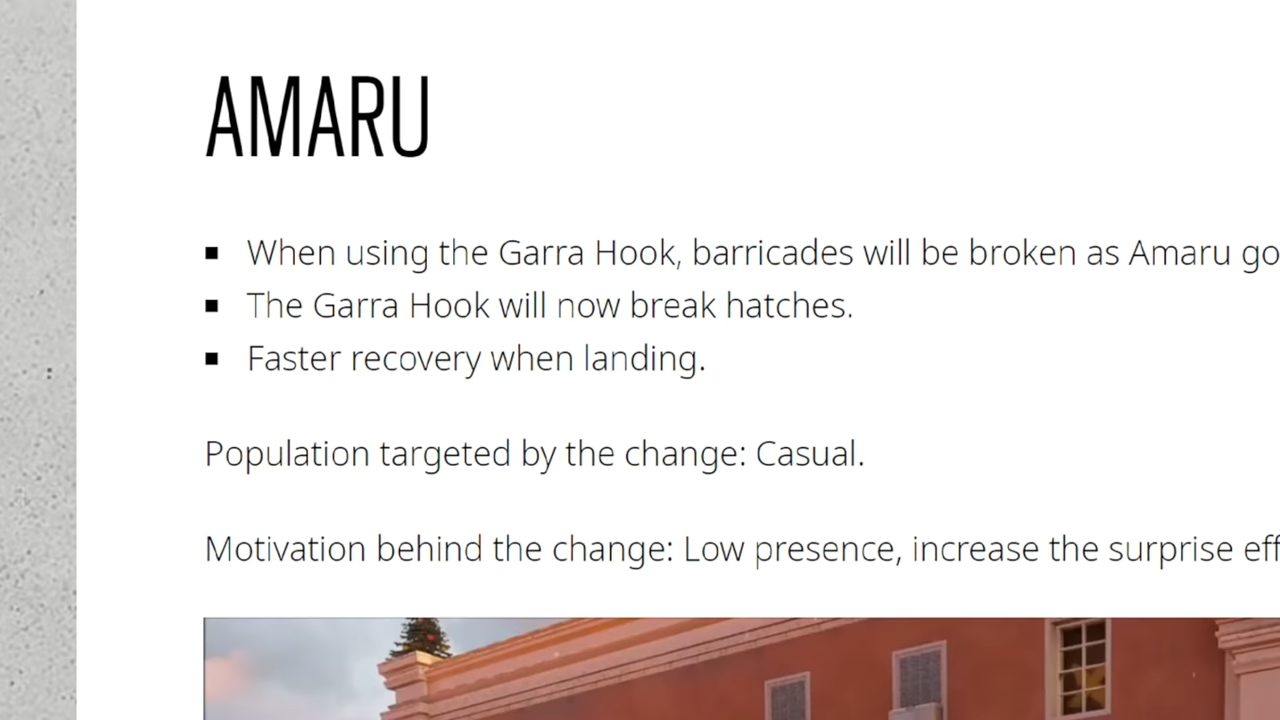 AMARU
When using the Garra Hook, barricades will be broken as Amaru go
The Garra Hook will now break hatches.
Faster recovery when landing.
Population targeted by the change: Casual.
Motivation behind the change: Low presence, increase the surprise eff